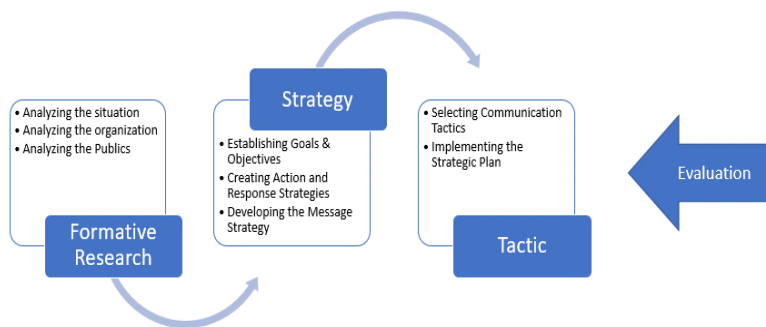 • Analyzing the situation
• Analyzing the organization
• Analyzing the Publics
Formative
Research
Strategy
• Establishing Goals &
Objectives
• Creating Action and
Response Strategies
• Developing the Message
Strategy
• Selecting Communication
Tactics
• Implementing the
Strategic Plan
Tactic
Evaluation